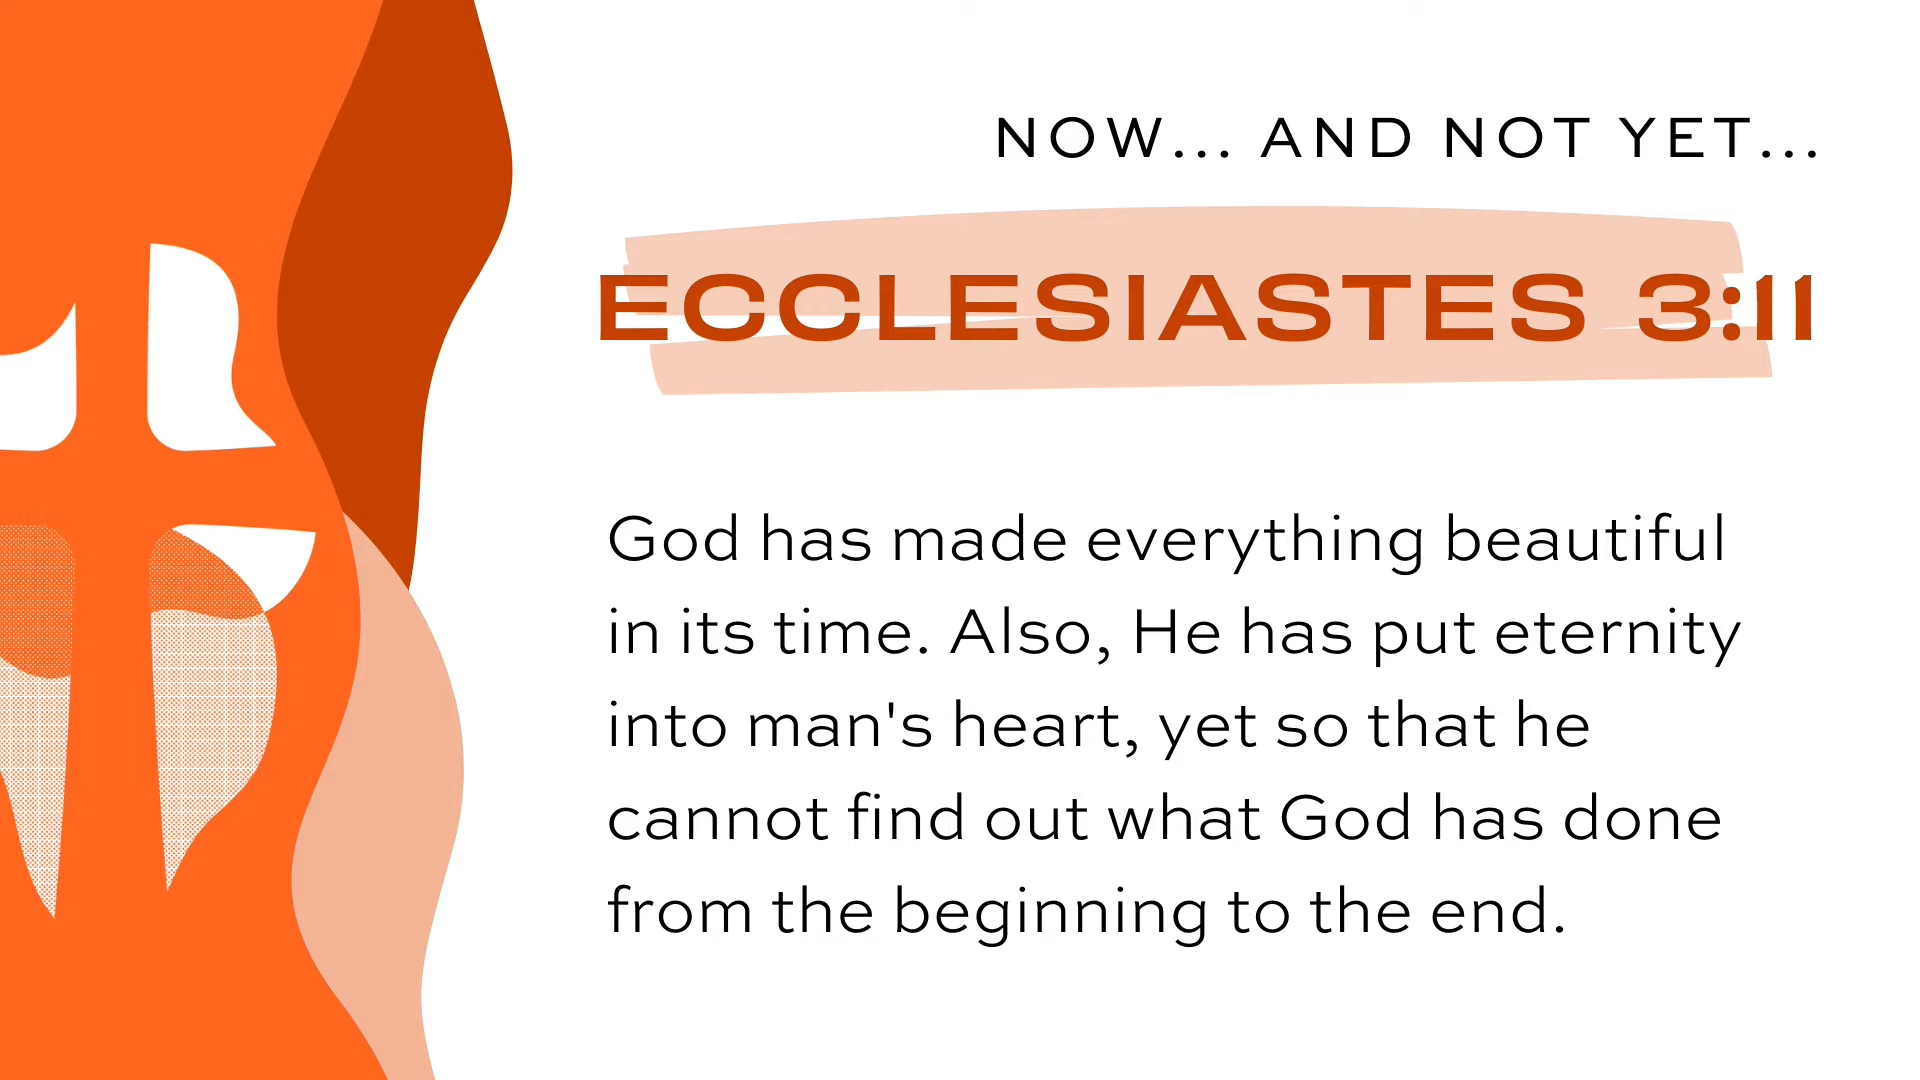 NOW... AND NOT YET...
ECCLESIASTES 3:11
God has made everything beautiful
in its time. Also, He has put eternity
into man's heart, yet so that he
cannot find out what God has done
from the beginning to the end.